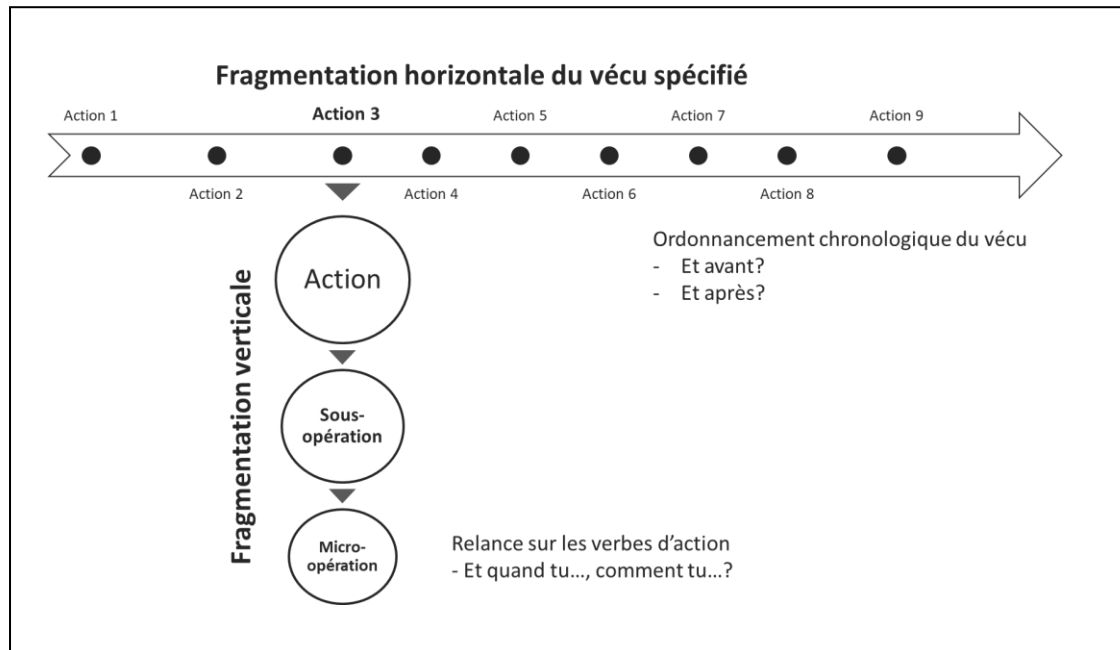 Fragmentation horizontale du vécu spécifié
Action 1
Action 3
Action 5
Action 7
Action 9
Action 2
Action 4
Action 6
Action 8
Ordonnancement chronologique du vécu
- Et avant?
- Et après?
Fragmentation verticale
Action
Sous-
opération
Micro-
opération
Relance sur les verbes d’action
- Et quand tu…, comment tu…?